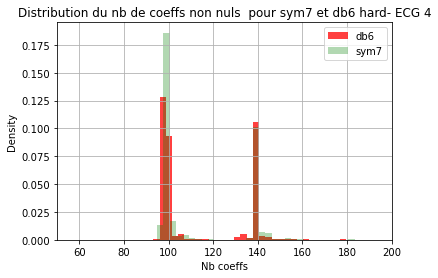 Distribution du nb de coeffs non nuls  pour sym7 et db6 hard- ECG 4
db6
sym7
Density
0.175
0.150
0.125
0.100
0.075
0.050
0.025
0.000
60 80 100 120 140 160 180 200
Nb coeffs